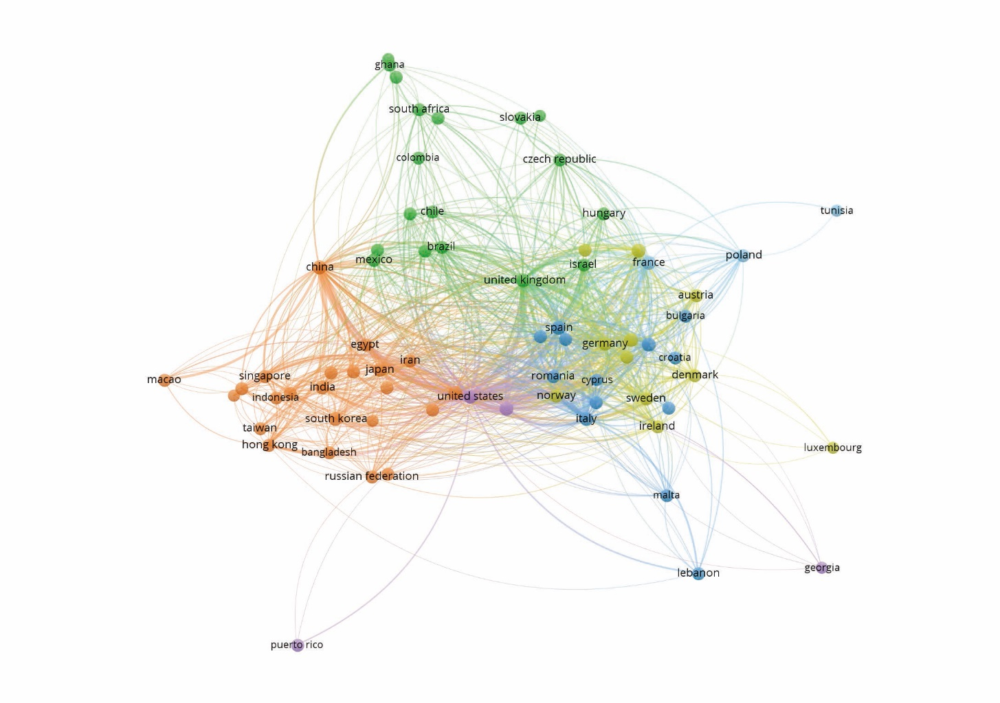 ghana
south africa
slovakia
colombia
czech republic
tunisia
chile
hungary
brazil
mexico
china
israel
france
poland
united kingdom
austria
bulgaria
spain
egypt
germany
iran
croatia
japan
singapore
macao
romania
cyprus
denmark
india
indonesia
united states
norway
sweden
south korea
italy
taiwan
ireland
hong kong
bangladesh
luxembourg
russian federation
malta
georgia
lebanon
puerto rico